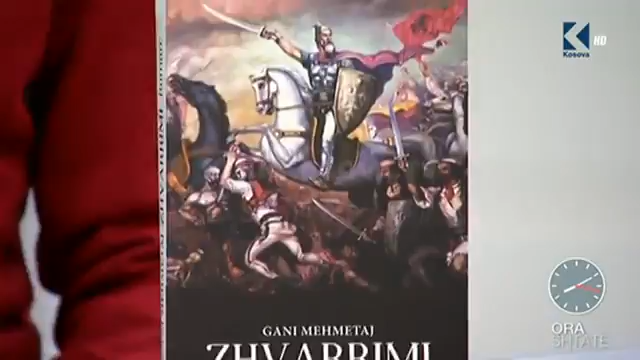 Kosova
HD
GANI MEHMETAJ
ZHVARRIMI
ORA
SHTATË